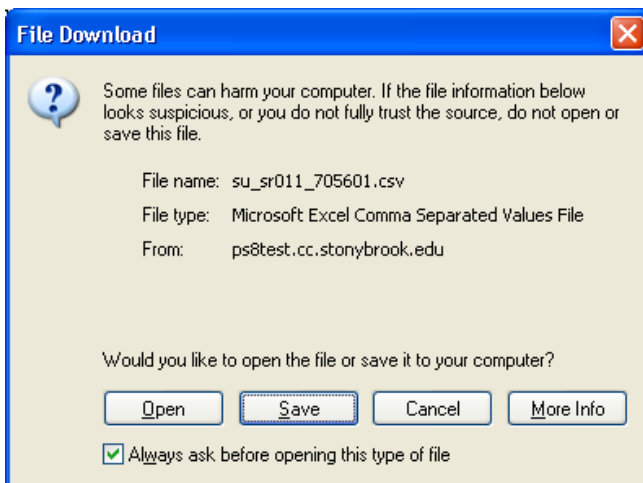 File Download
Some files can harm your computer. If the file information below
looks suspicious, or you do not fully trust the source, do not open or
save this file.
File name: su_sr011_705601.csv
File type: Microsoft Excel Comma Separated Values File
From: ps8test.cc.stonybrook.edu
Would you like to open the file or save it to your computer?
Open Save Cancel More Info
Always ask before opening this type of file